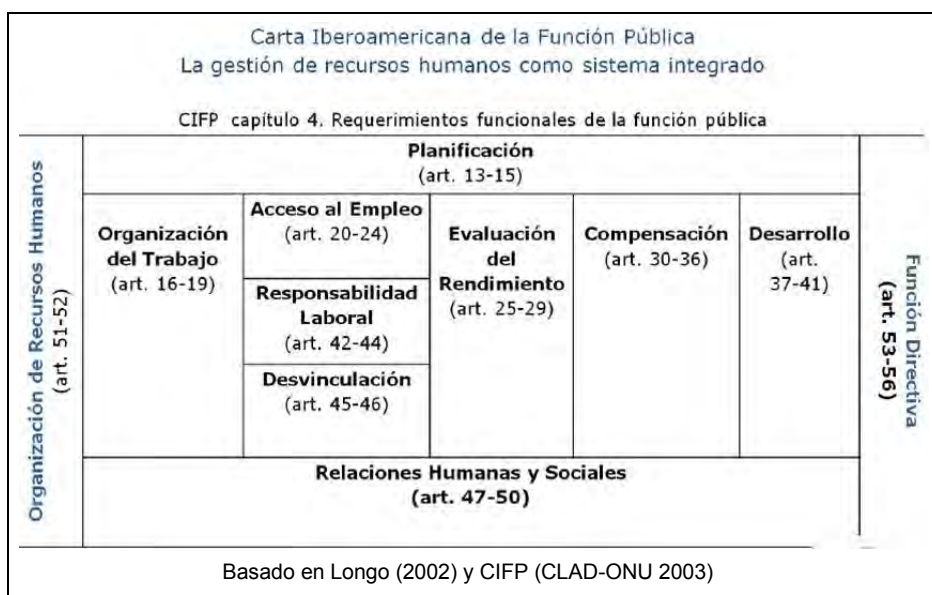 Carta Iberoamericana de la Función Pública
La gestión de recursos humanos como sistema integrado
CIFP capítulo 4. Requerimientos funcionales de la función pública
Organización de Recursos Humanos
(art. 51-52)
Planificación
(art. 13-15)
Organización
del Trabajo
(art. 16-19)
Acceso al Empleo
(art. 20-24)
Responsabilidad
Laboral
(art. 42-44)
Desvinculación
(art. 45-46)
Evaluación
del
Rendimiento
(art. 25-29)
Compensación
(art. 30-36)
Desarrollo
(art.
37-41)
Relaciones Humanas y Sociales
(art. 47-50)
Función Directiva
(art. 53-56)
Basado en Longo (2002) y CIFP (CLAD-ONU 2003)